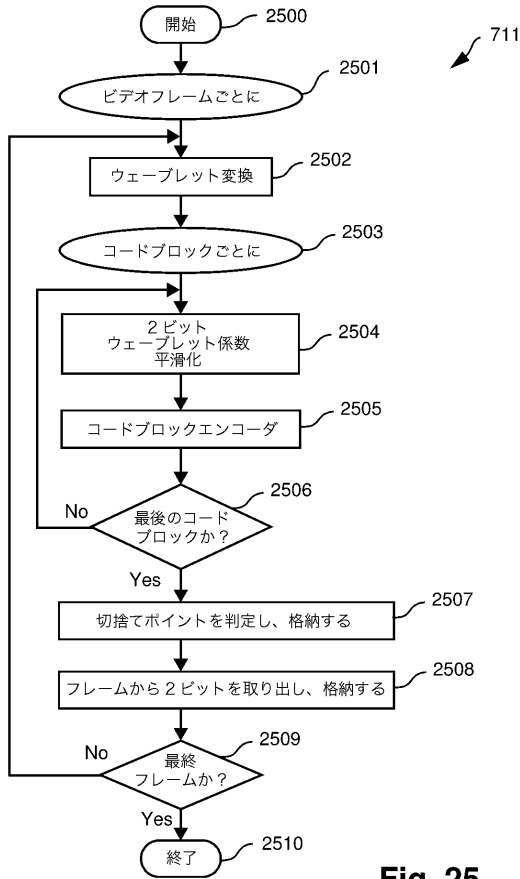 開始
2500
711
2501
ビデオフレームごとに
2502
ウェーブレット変換
2503
コードブロックごとに
2ビット
ウェーブレット係数
平滑化
2504
2505
コードブロックエンコーダ
2506
最後のコード
ブロックか?
No
Yes
2507
切捨てポイントを判定し、格納する
2508
フレームから2ビットを取り出し、格納する
2509
No
最終
フレームか?
Yes
2510
終了
Fig. 25